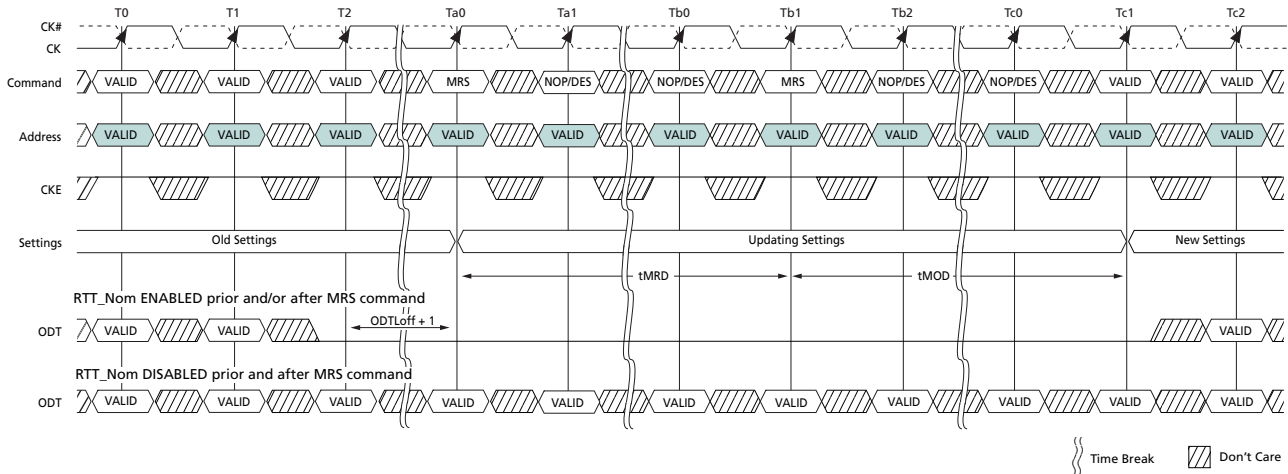 T0 T1 T2 Ta0 Ta1 Tb0 Tb1 Tb2 Tc0 Tc1 Tc2
CK#
CK
Command VALID VALID VALID MRS NOP/DES NOP/DES MRS NOP/DES NOP/DES VALID VALID
Address VALID VALID VALID VALID VALID VALID VALID VALID VALID VALID VALID
CKE
Settings Old Settings Updating Settings New Settings
tMRD tMOD
RTT_Nom ENABLED prior and/or after MRS command
ODTLoff + 1
ODT VALID VALID VALID
RTT_Nom DISABLED prior and after MRS command
ODT VALID VALID VALID VALID VALID VALID VALID VALID VALID VALID VALID
Time Break Don't Care